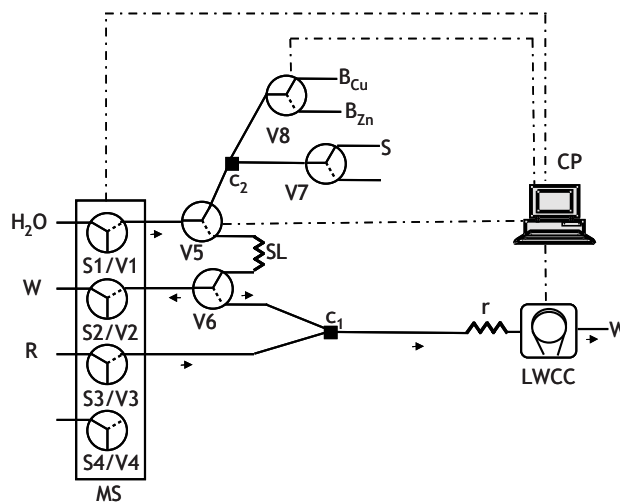 B_Cu
B_Zn
V8
S
CP
c_2
V7
H_2O
S1/V1
V5
SL
W
S2/V2
V6
c_1
r
W
R
S3/V3
LWCC
S4/V4
MS